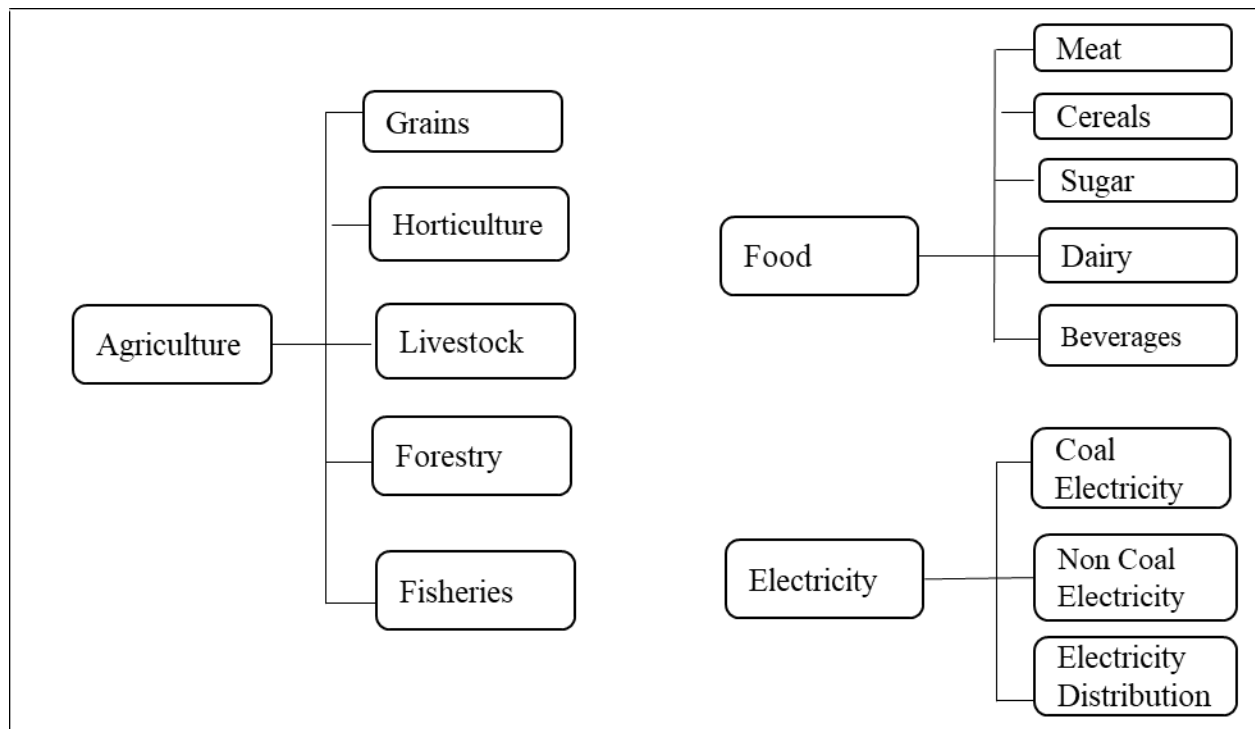 Agriculture
Grains
Horticulture
Livestock
Forestry
Fisheries
Food
Meat
Cereals
Sugar
Dairy
Beverages
Electricity
Coal
Electricity
Non Coal
Electricity
Electricity
Distribution